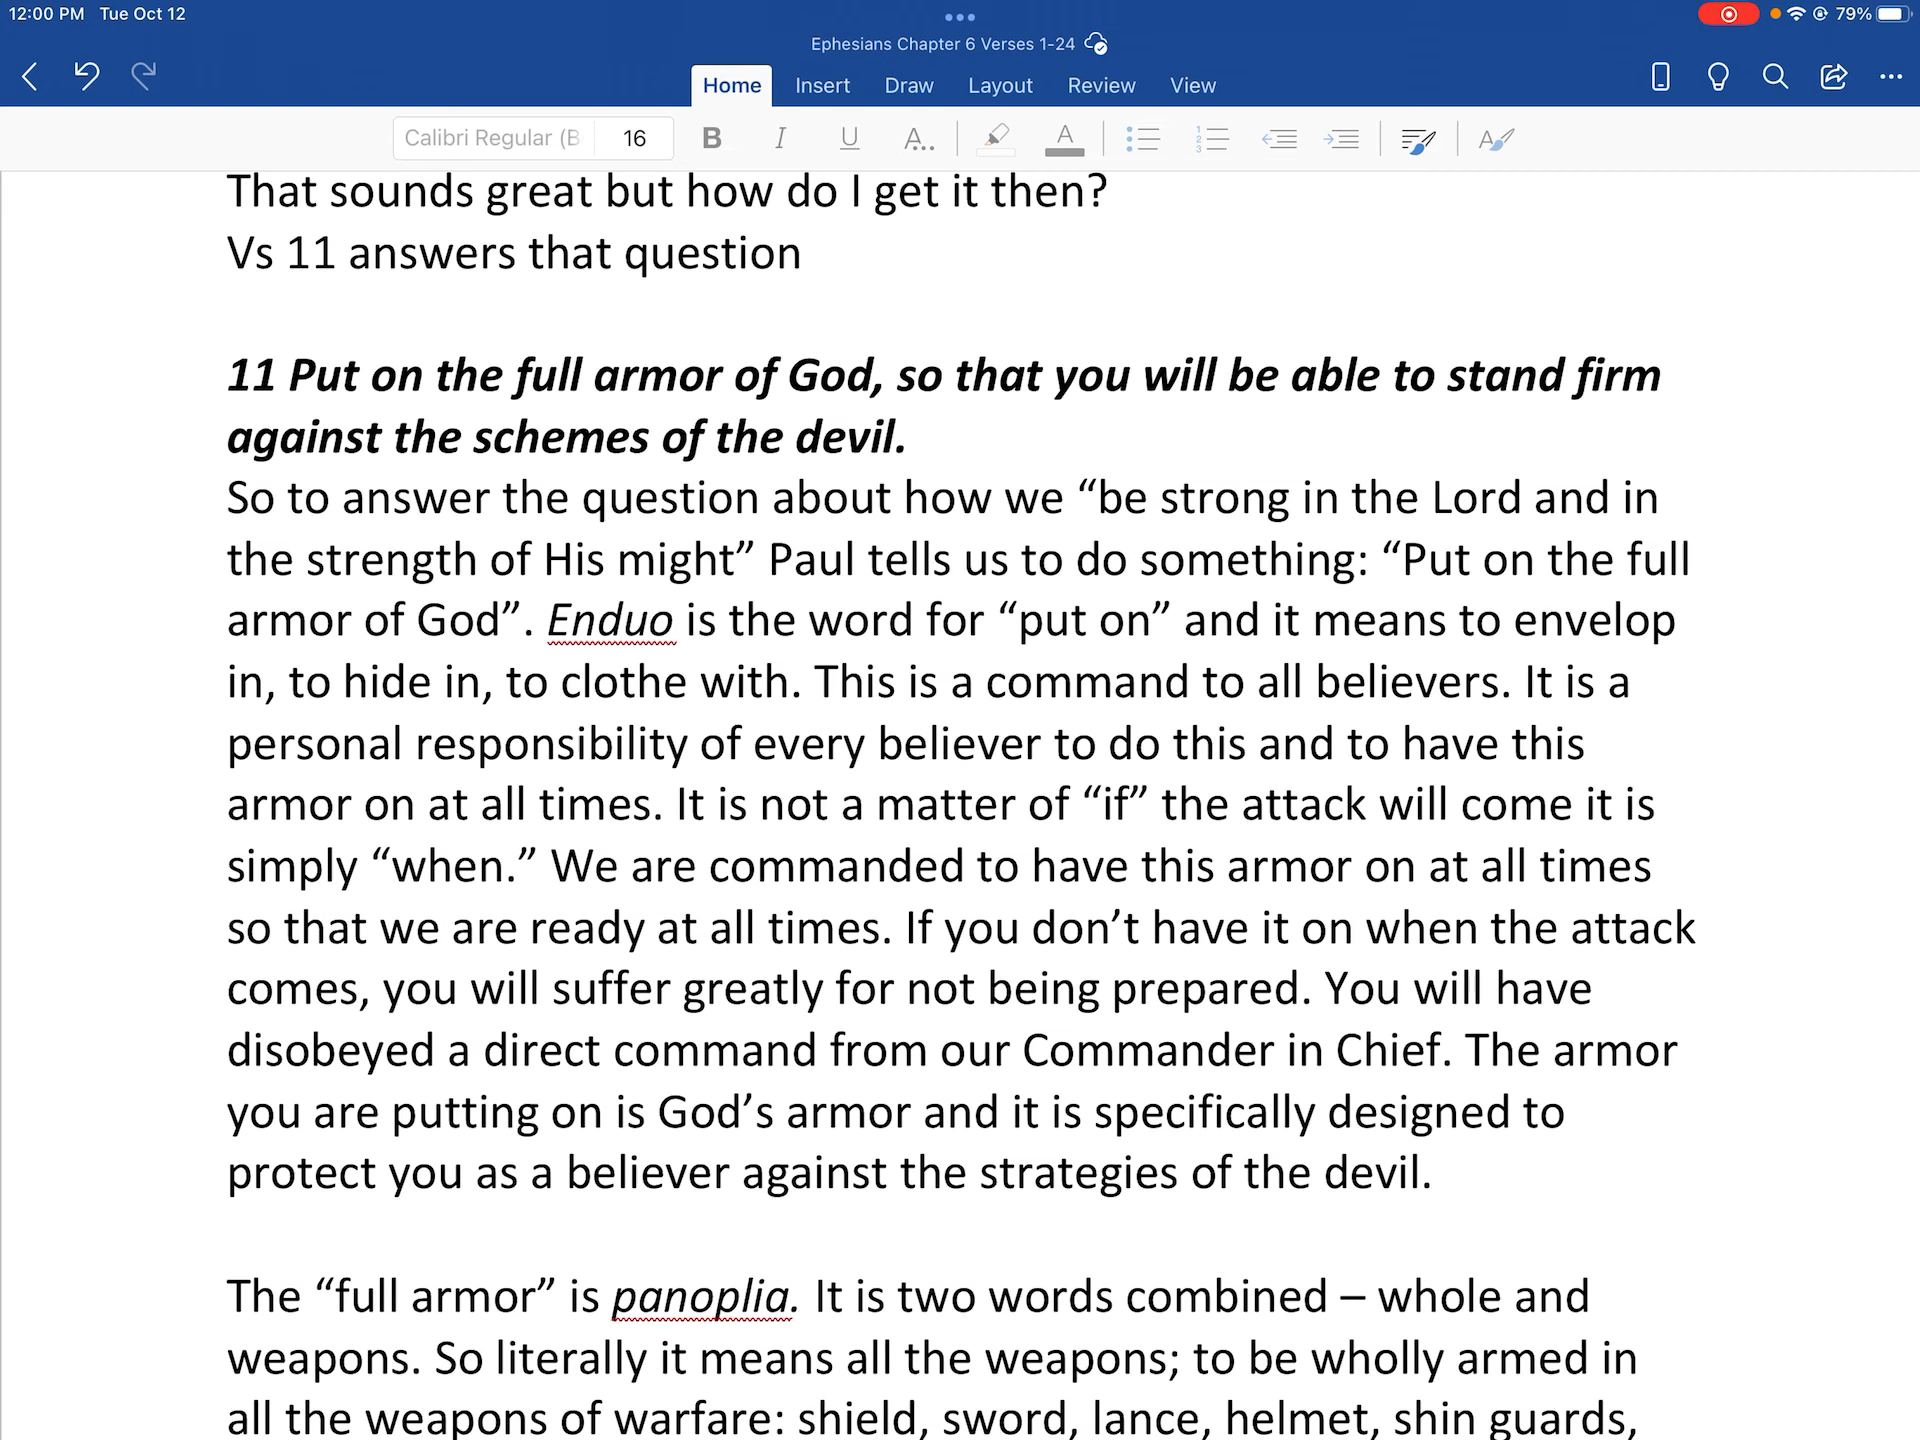 12:00 PM Tue Oct 12
79%
Ephesians Chapter 6 Verses 1-24
Home Insert Draw Layout Review View
Calibri Regular (B 16 B I U A.. A A
That sounds great but how do I get it then?
Vs 11 answers that question
11 Put on the full armor of God, so that you will be able to stand firm
against the schemes of the devil.
So to answer the question about how we “be strong in the Lord and in
the strength of His might” Paul tells us to do something: “Put on the full
armor of God”. Enduo is the word for “put on” and it means to envelop
in, to hide in, to clothe with. This is a command to all believers. It is a
personal responsibility of every believer to do this and to have this
armor on at all times. It is not a matter of “if” the attack will come it is
simply “when.” We are commanded to have this armor on at all times
so that we are ready at all times. If you don’t have it on when the attack
comes, you will suffer greatly for not being prepared. You will have
disobeyed a direct command from our Commander in Chief. The armor
you are putting on is God’s armor and it is specifically designed to
protect you as a believer against the strategies of the devil.
The “full armor” is panoplia. It is two words combined – whole and
weapons. So literally it means all the weapons; to be wholly armed in
all the weapons of warfare: shield, sword, lance, helmet, shin guards,